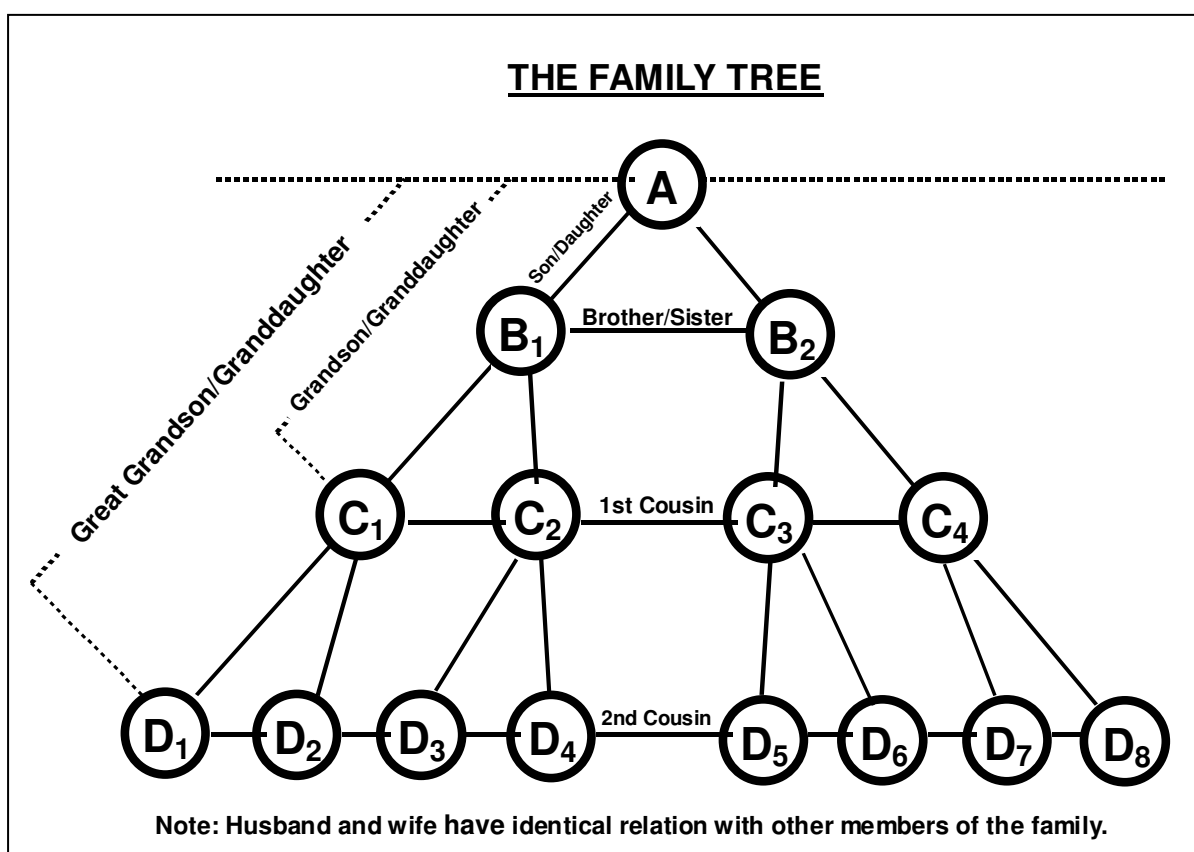 THE FAMILY TREE
A
Son/Daughter
Grandson/Granddaughter
Great Grandson/Granddaughter
B1 Brother/Sister B2
C1 C2 1st Cousin C3 C4
D1 D2 D3 D4 2nd Cousin D5 D6 D7 D8
Note: Husband and wife have identical relation with other members of the family.